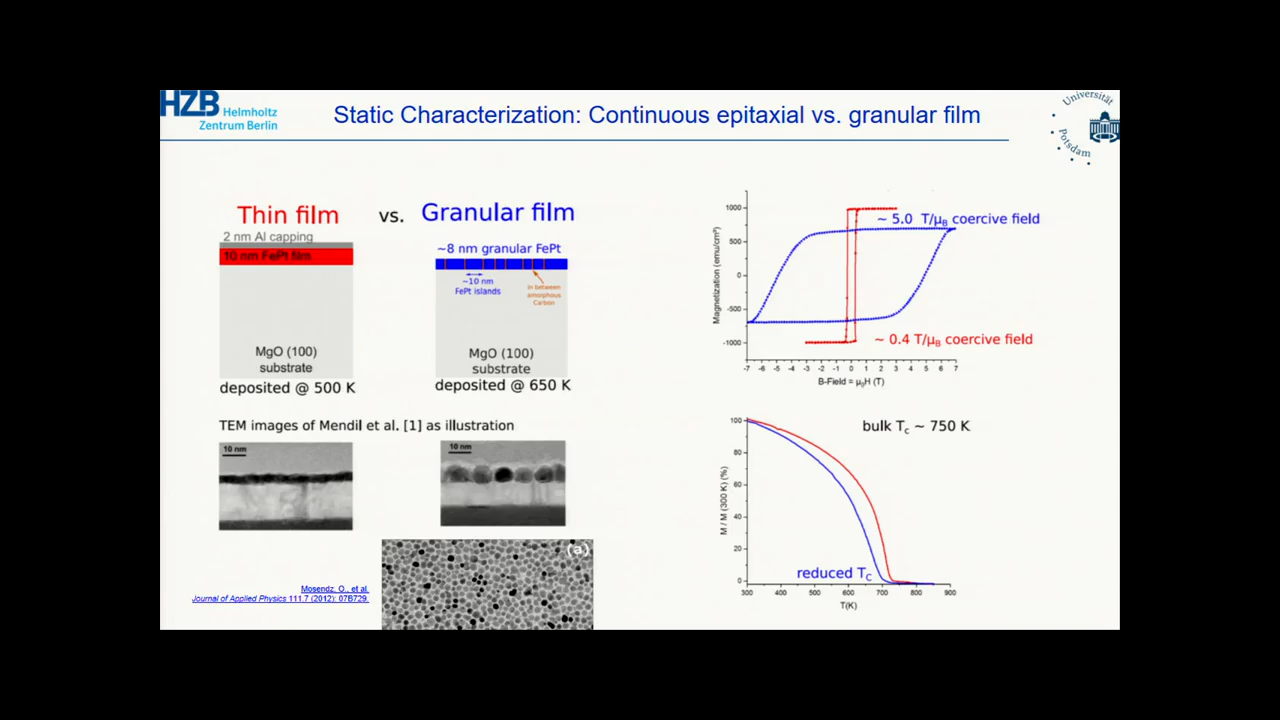 HZB Helmholtz
Zentrum Berlin
Static Characterization: Continuous epitaxial vs. granular film
Universität
Potsdam
Thin film vs. Granular film
2 nm Al capping
10 nm FePt film
MgO (100)
substrate
deposited @ 500 K
~8 nm granular FePt
~10 nm
FePt islands
in between
amorphous
Carbon
MgO (100)
substrate
deposited @ 650 K
TEM images of Mendil et al. [1] as illustration
10 nm
10 nm
(a)
Mosendz, O., et al.
Journal of Applied Physics 111.7 (2012): 07B729.
Magnetization (emu/cm³)
1000
500
0
-500
-1000
~ 5.0 T/μB coercive field
~ 0.4 T/μB coercive field
-7 -6 -5 -4 -3 -2 -1 0 1 2 3 4 5 6 7
B-Field = μ0H (T)
M / M (300 K) (%)
100
80
60
40
20
0
bulk Tc ~ 750 K
reduced TC
300 400 500 600 700 800 900
T(K)